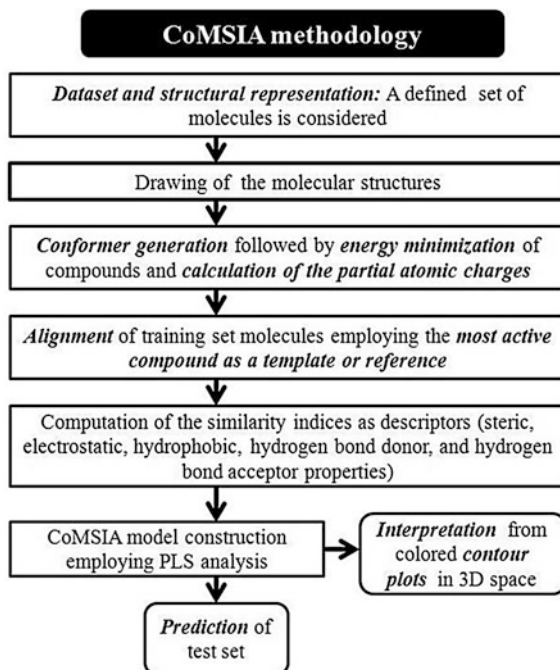 CoMSIA methodology
Dataset and structural representation: A defined set of
molecules is considered
Drawing of the molecular structures
Conformer generation followed by energy minimization of
compounds and calculation of the partial atomic charges
Alignment of training set molecules employing the most active
compound as a template or reference
Computation of the similarity indices as descriptors (steric,
electrostatic, hydrophobic, hydrogen bond donor, and hydrogen
bond acceptor properties)
CoMSIA model construction
employing PLS analysis
Interpretation from
colored contour
plots in 3D space
Prediction of
test set